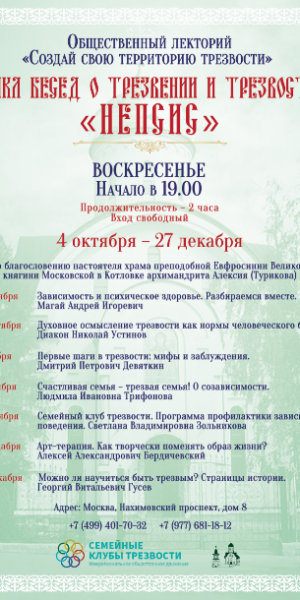 Общественный лекторий
«Создай свою территорию трезвости»
бесед о трезвении и
«НЕПСИС»
Воскресенье
Начало в 19.00
Продолжительность – 2 часа
Вход свободный
4 октября – 27 декабря
благословению настоятеля храма преподобной Евфросинии
княгини Московской в Котловке архимандрита Алексия (Турикова)
Зависимость и психическое здоровье. Разбираемся вместе.
Магай Андрей Игоревич
Духовное осмысление трезвости как нормы человеческого
Диакон Николай Устинов
Первые шаги в трезвости: мифы и заблуждения.
Дмитрий Петрович Девяткин
Счастливая семья – трезвая семья! О созависимости.
Людмила Ивановна Трифонова
Семейный клуб трезвости. Программа профилактики
поведения. Светлана Владимировна Зольникова
Арт-терапия. Как творчески поменять образ жизни?
Алексей Александрович Бердичевский
Можно ли научиться быть трезвым? Страницы истории.
Георгий Витальевич Гусев
Адрес: Москва, Нахимовский проспект, дом 8
+7 (499) 401-70-32 +7 (977) 681-18-12
СЕМЕЙНЫЕ
КЛУБЫ ТРЕЗВОСТИ